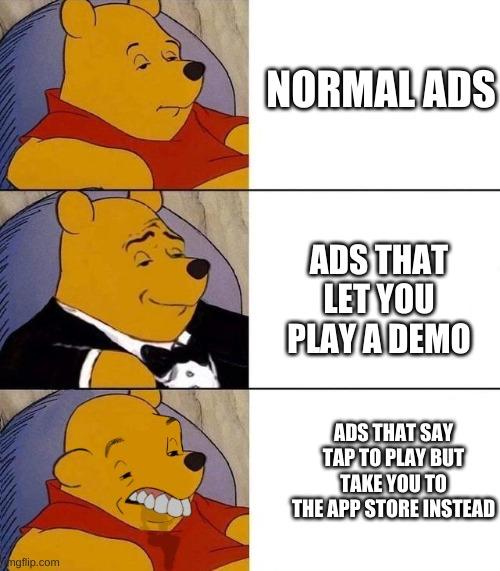 NORMAL ADS
ADS THAT
LET YOU
PLAY A DEMO
ADS THAT SAY
TAP TO PLAY BUT
TAKE YOU TO
THE APP STORE INSTEAD
imgflip.com